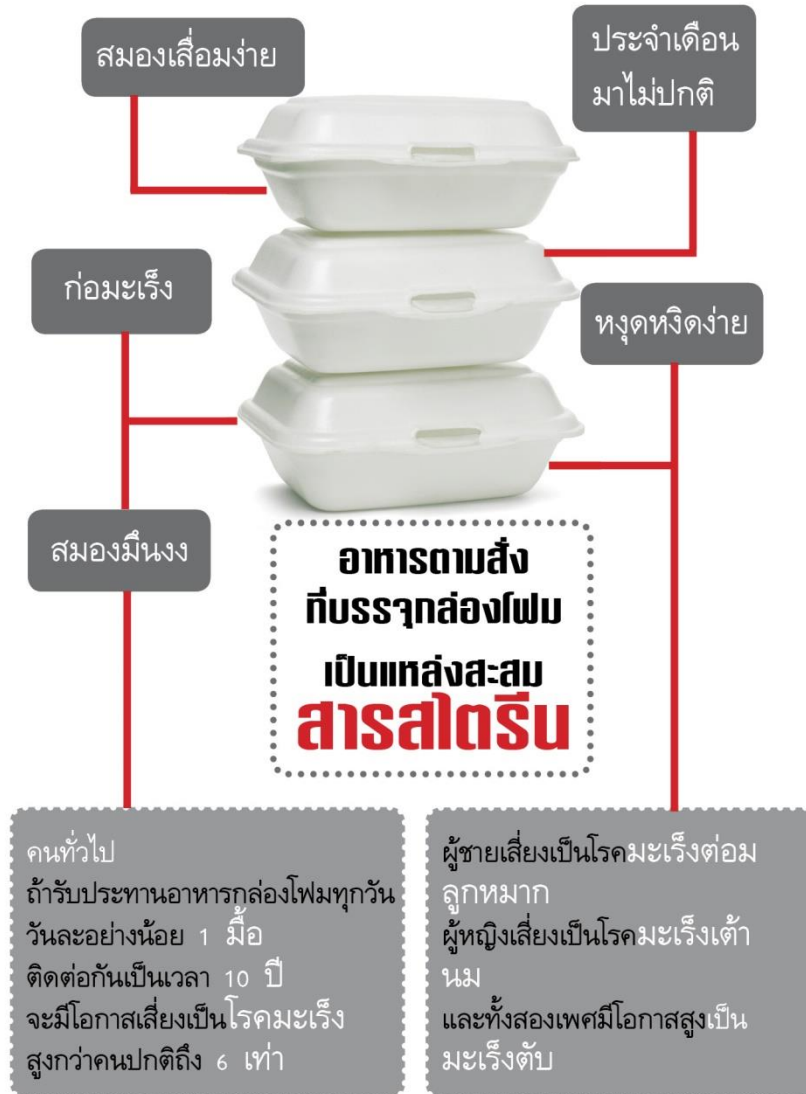 สมองเสื่อมง่าย
ประจำเดือน
มาไม่ปกติ
ก่อมะเร็ง
หงุดหงิดง่าย
สมองมึนงง
อาหารตามสั่ง
ที่บรรจุกล่องโฟม
เป็นแหล่งสะสม
สารสไตรีน
คนทั่วไป
ถ้ารับประทานอาหารกล่องโฟมทุกวัน
วันละอย่างน้อย 1 มื้อ
ติดต่อกันเป็นเวลา 10 ปี
จะมีโอกาสเสี่ยงเป็นโรคมะเร็ง
สูงกว่าคนปกติถึง 6 เท่า
ผู้ชายเสี่ยงเป็นโรคมะเร็งต่อม
ลูกหมาก
ผู้หญิงเสี่ยงเป็นโรคมะเร็งเต้า
นม
และทั้งสองเพศมีโอกาสสูงเป็น
มะเร็งตับ